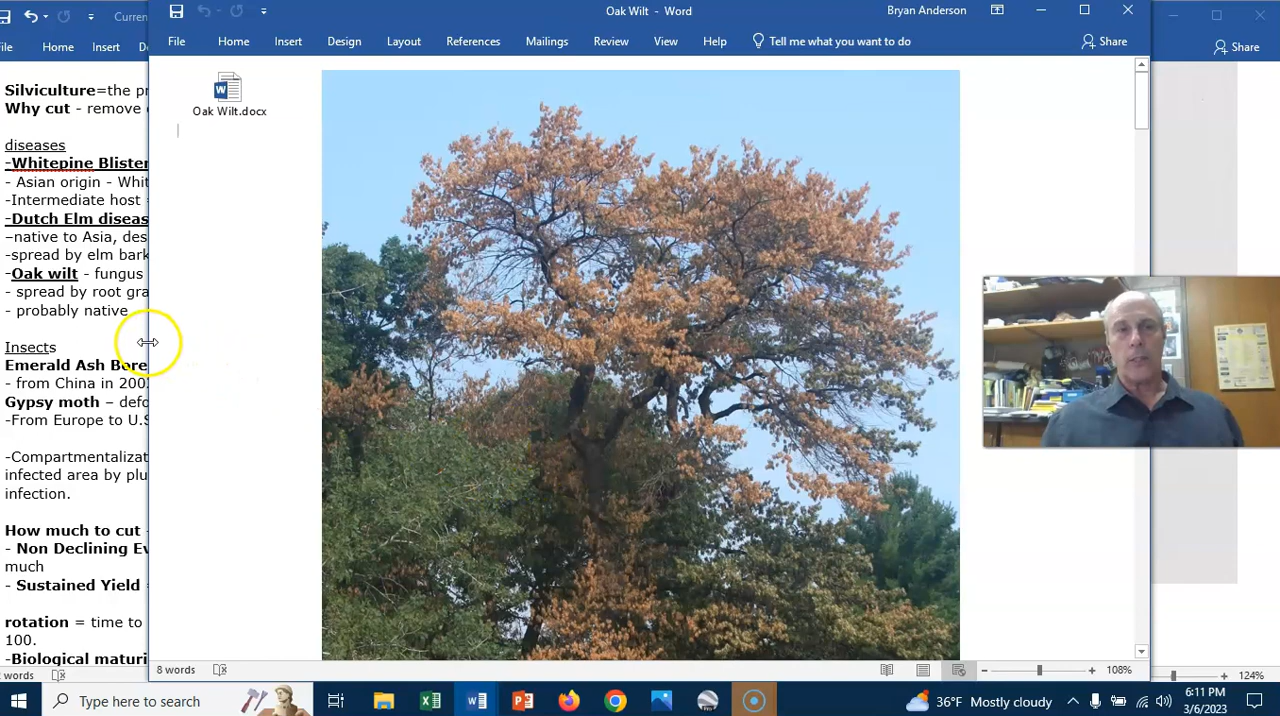 Curren
Oak Wilt - Word
Bryan Anderson
File Home Insert Design Layout References Mailings Review View Help Tell me what you want to do Share
Home Insert
Share
Oak Wilt.docx
Silviculture=the
Why cut - remove
diseases
-Whitepine Blister
- Asian origin - Whit
-Intermediate host
-Dutch Elm diseas
-native to Asia, des
-spread by elm bark
-Oak wilt - fungus
- spread by root gra
- probably native
Insects
Emerald Ash Bore
- from China in 200
Gypsy moth – defo
-From Europe to U.S
-Compartmentalizat
infected area by plu
infection.
How much to cut -
- Non Declining Ev
much
- Sustained Yield =
rotation = time to
100.
-Biological maturi
words
8 words
108%
124%
Type here to search
36°F Mostly cloudy
6:11 PM
3/6/2023